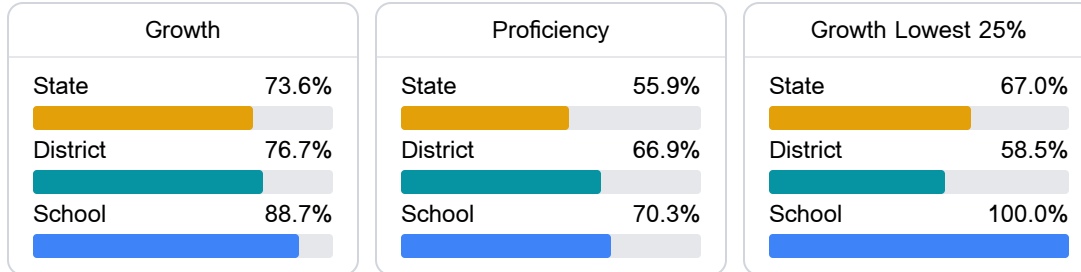 Growth
State 73.6%
District 76.7%
School 88.7%
Proficiency
State 55.9%
District 66.9%
School 70.3%
Growth Lowest 25%
State 67.0%
District 58.5%
School 100.0%